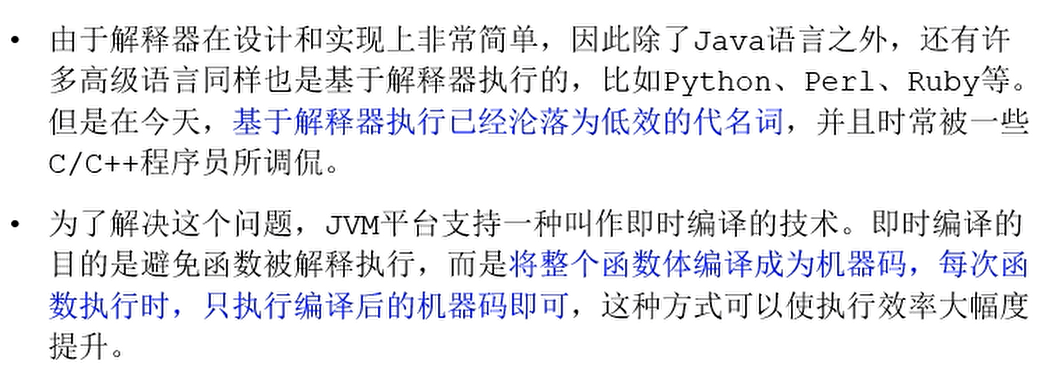 • 由于解释器在设计和实现上非常简单，因此除了Java语言之外，还有许
多高级语言同样也是基于解释器执行的，比如Python、Perl、Ruby等。
但是在今天，基于解释器执行已经沦落为低效的代名词，并且时常被一些
C/C++程序员所调侃。
• 为了解决这个问题，JVM平台支持一种叫作即时编译的技术。即时编译的
目的是避免函数被解释执行，而是将整个函数体编译成为机器码，每次函
数执行时，只执行编译后的机器码即可，这种方式可以使执行效率大幅度
提升。